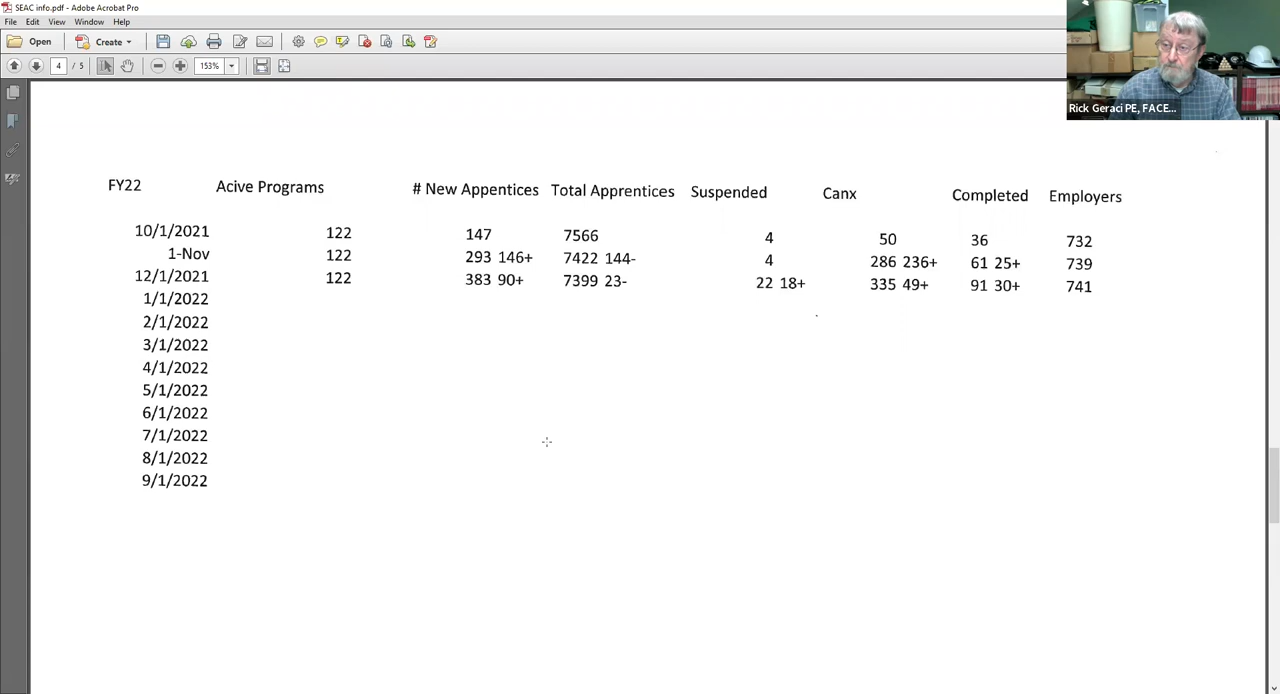 SEAC info.pdf - Adobe Acrobat Pro
File Edit View Window Help
Open Create
4 / 5 153%
Rick Geraci PE, FACE...
FY22 Acive Programs # New Appentices Total Apprentices Suspended Canx Completed Employers
10/1/2021 122 147 7566 4 50 36 732
1-Nov 122 293 146+ 7422 144- 4 286 236+ 61 25+ 739
12/1/2021 122 383 90+ 7399 23- 22 18+ 335 49+ 91 30+ 741
1/1/2022
2/1/2022
3/1/2022
4/1/2022
5/1/2022
6/1/2022
7/1/2022
8/1/2022
9/1/2022